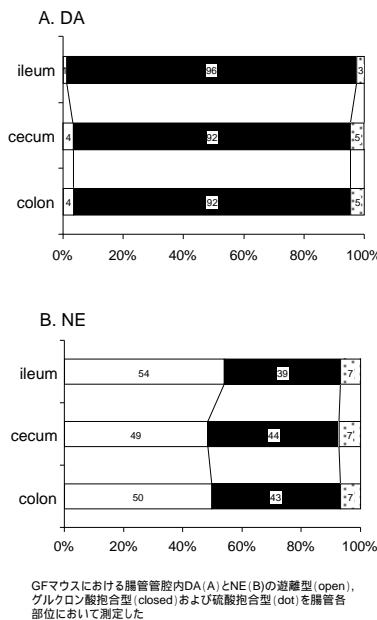 A. DA
ileum
1 96 3
cecum
4 92 5
colon
4 92 5
0% 20% 40% 60% 80% 100%
B. NE
ileum
54 39 7
cecum
49 44 7
colon
50 43 7
0% 20% 40% 60% 80% 100%
GFマウスにおける腸管管腔内DA(A)とNE(B)の遊離型(open),
グルクロン酸抱合型(closed)および硫酸抱合型(dot)を腸管各
部位において測定した